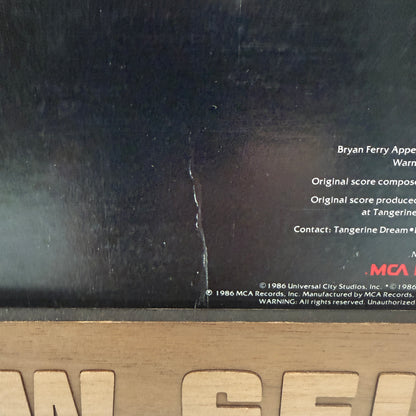 Bryan Ferry Appe
Warn
Original score compose
Original score produced
at Tangerine
Contact: Tangerine Dream•
MCA
©1986 Universal City Studios, Inc. •©1986
℗ 1986 MCA Records, Inc. Manufactured by MCA Records,
WARNING: All rights reserved. Unauthorized